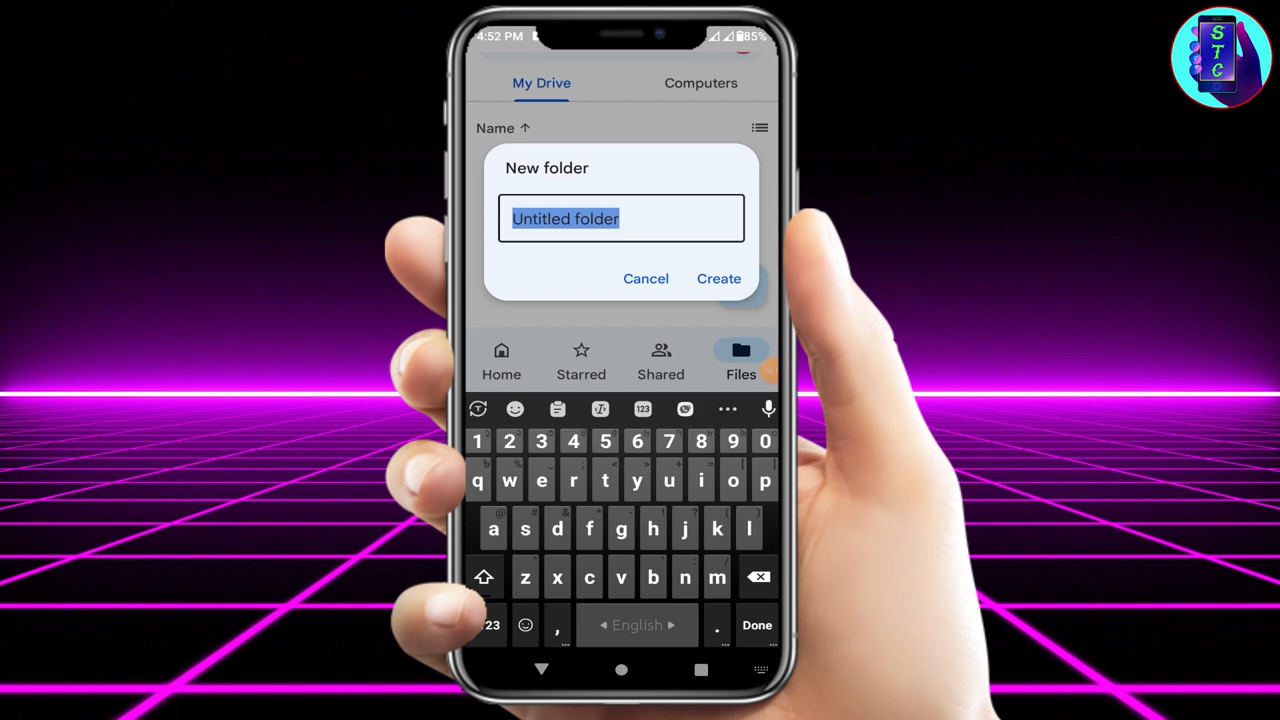 S
T
C
4:52 PM 85%
My Drive Computers
Name
New folder
Untitled folder
Cancel Create
Home Starred Shared Files
123
1 2 3 4 5 6 7 8 9 0
q w e r t y u i o p
a s d f g h j k l
z x c v b n m
23 , English . Done